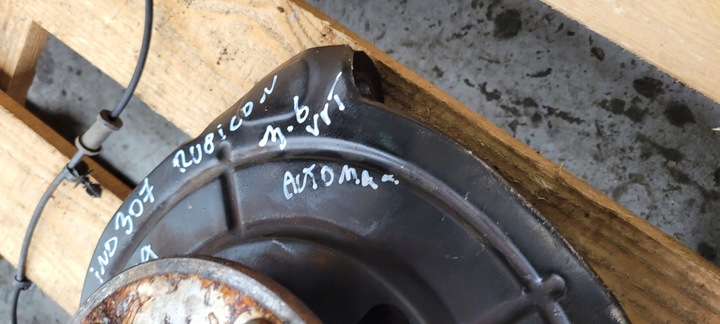 IND 307 RUBICON
3.6
VVT
AUTOMA